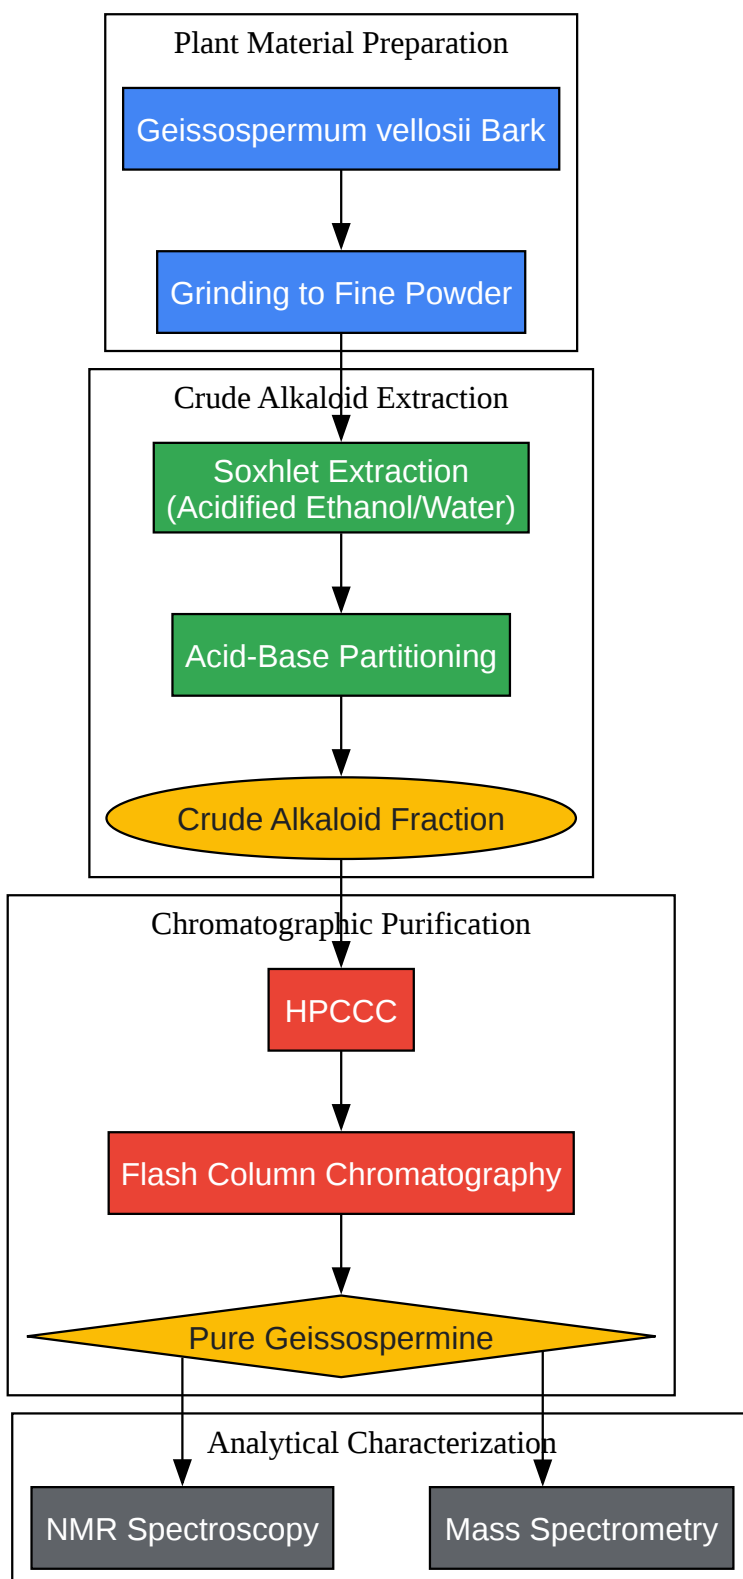 Plant Material Preparation
Geissospermum vellosii Bark
Grinding to Fine Powder
Crude Alkaloid Extraction
Soxhlet Extraction
(Acidified Ethanol/Water)
Acid-Base Partitioning
Crude Alkaloid Fraction
Chromatographic Purification
HPCCC
Flash Column Chromatography
Pure Geissospermine
Analytical Characterization
NMR Spectroscopy
Mass Spectrometry